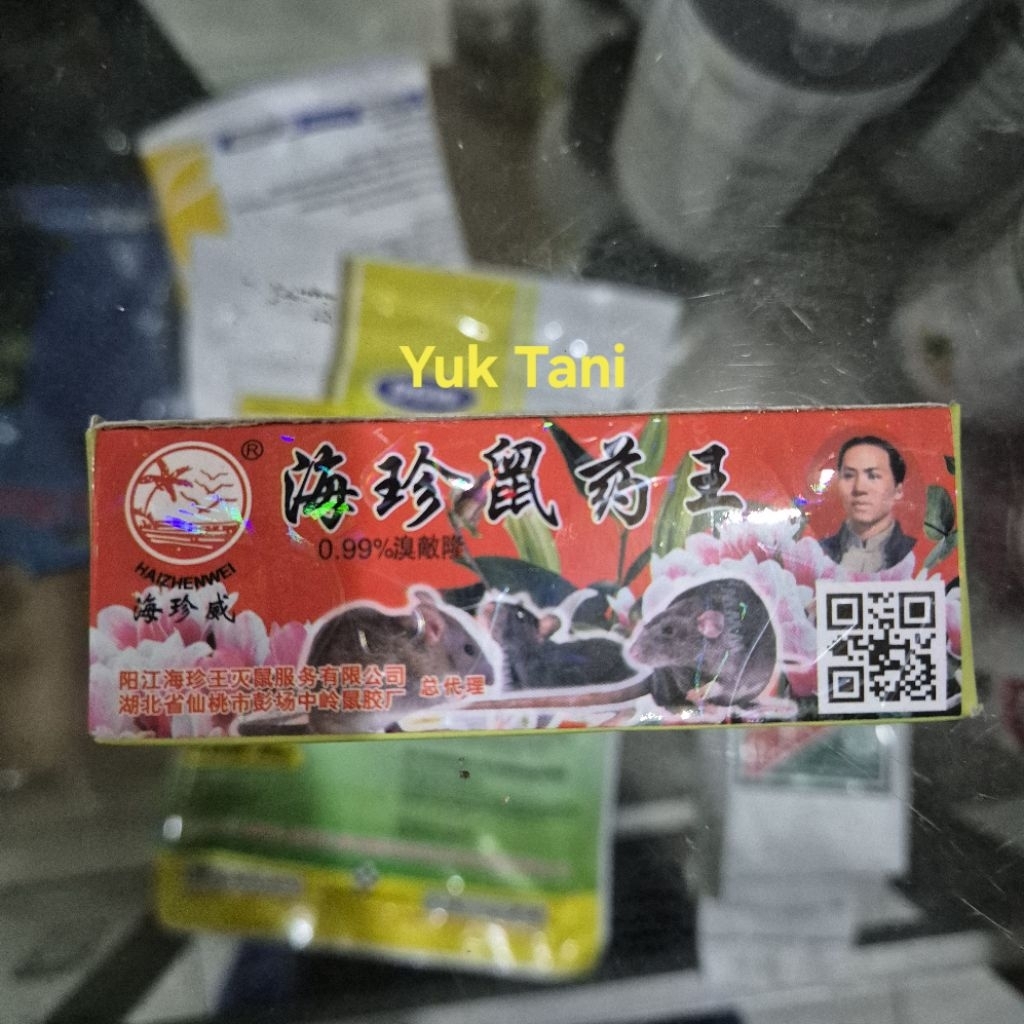 Yuk Tani
海珍鼠药王
®
0.99%溴敵隆
HAIZHENWEI
海珍威
阳江海珍王灭鼠服务有限公司
湖北省仙桃市彭场中岭鼠胶厂
总代理